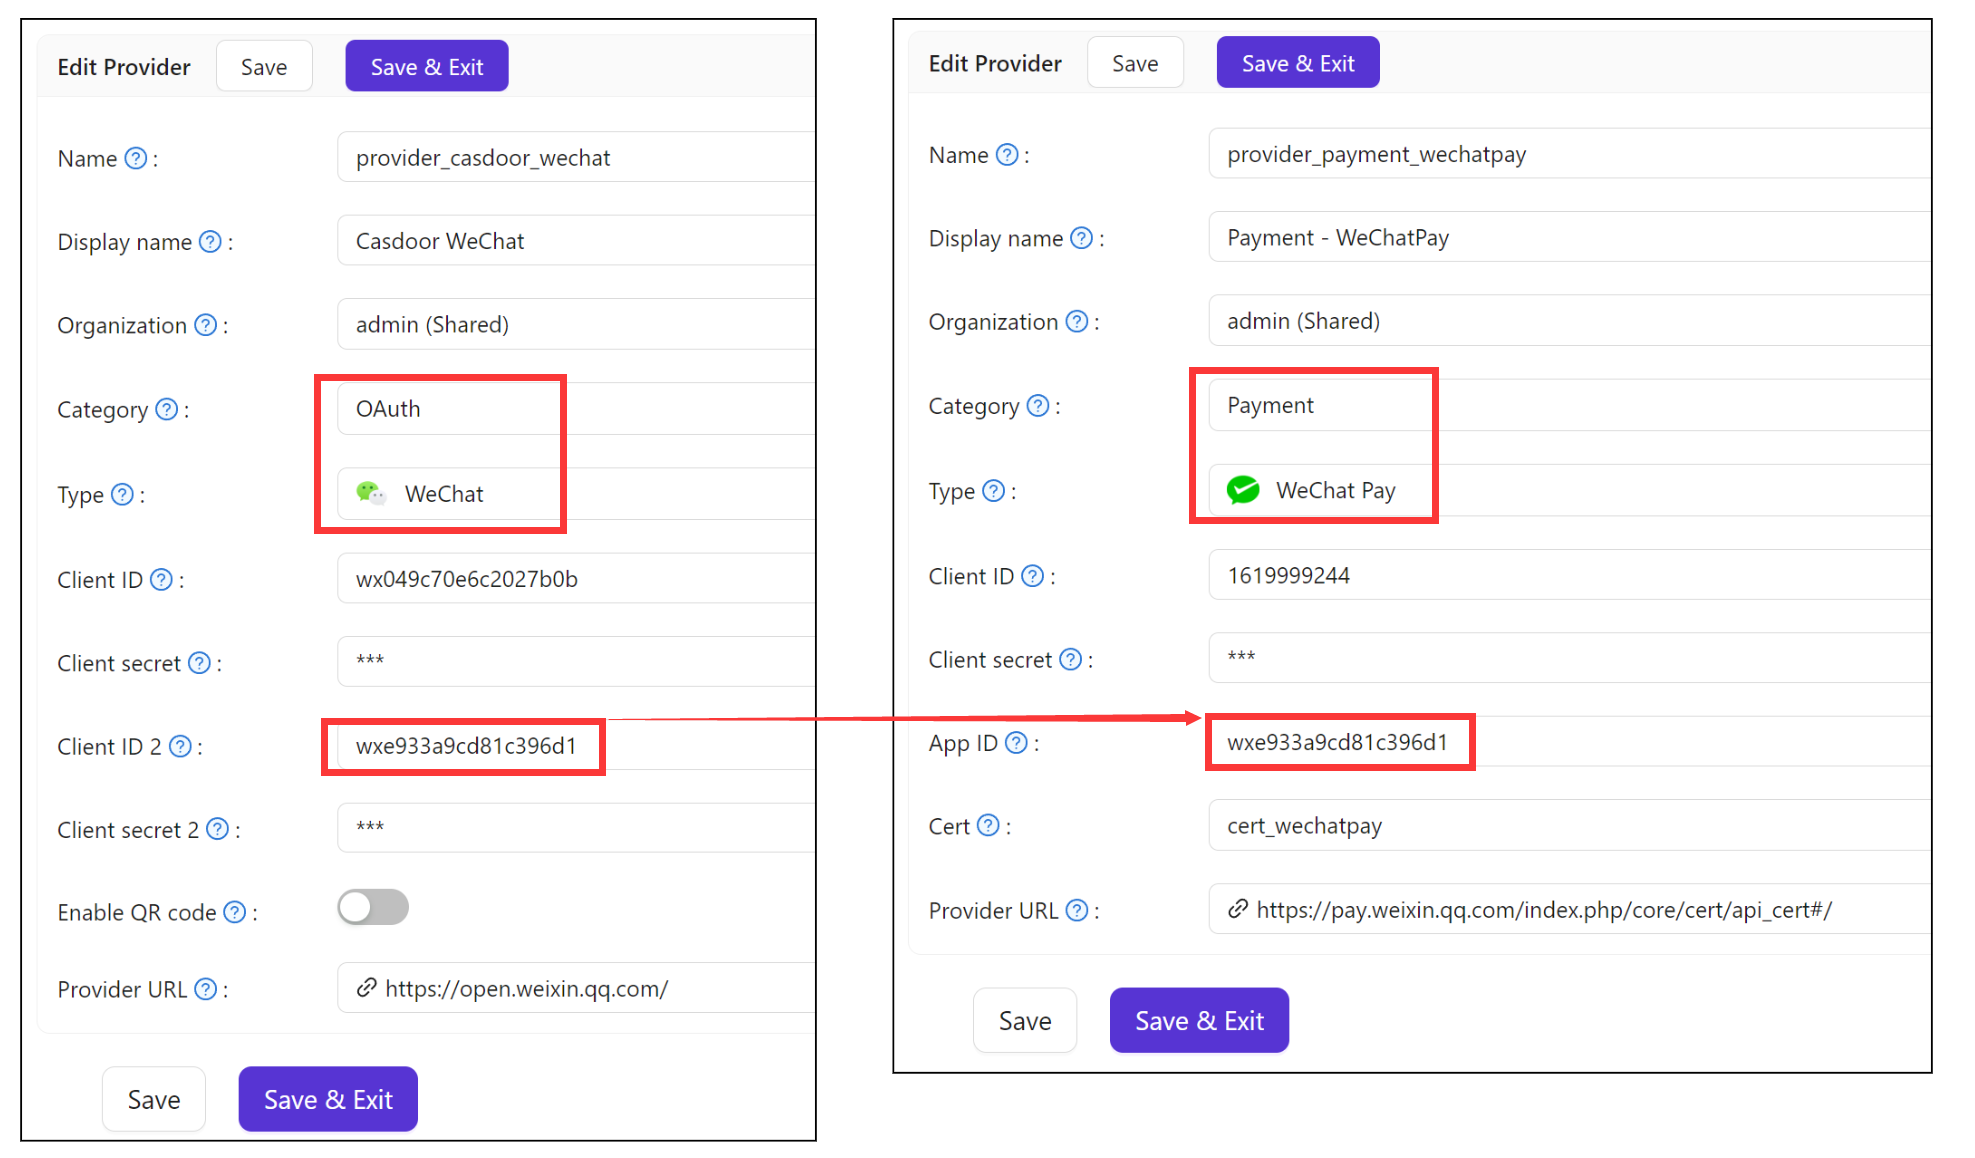 Edit Provider
Save
Save & Exit
Name ? :
provider_casdoor_wechat
Display name ? :
Casdoor WeChat
Organization ? :
admin (Shared)
Category ? :
OAuth
Type ? :
WeChat
Client ID ? :
wx049c70e6c2027b0b
Client secret ? :
***
Client ID 2 ? :
wxe933a9cd81c396d1
Client secret 2 ? :
***
Enable QR code ? :
Provider URL ? :
https://open.weixin.qq.com/
Save
Save & Exit
Edit Provider
Save
Save & Exit
Name ? :
provider_payment_wechatpay
Display name ? :
Payment - WeChatPay
Organization ? :
admin (Shared)
Category ? :
Payment
Type ? :
WeChat Pay
Client ID ? :
1619999244
Client secret ? :
***
App ID ? :
wxe933a9cd81c396d1
Cert ? :
cert_wechatpay
Provider URL ? :
https://pay.weixin.qq.com/index.php/core/cert/api_cert#/
Save
Save & Exit